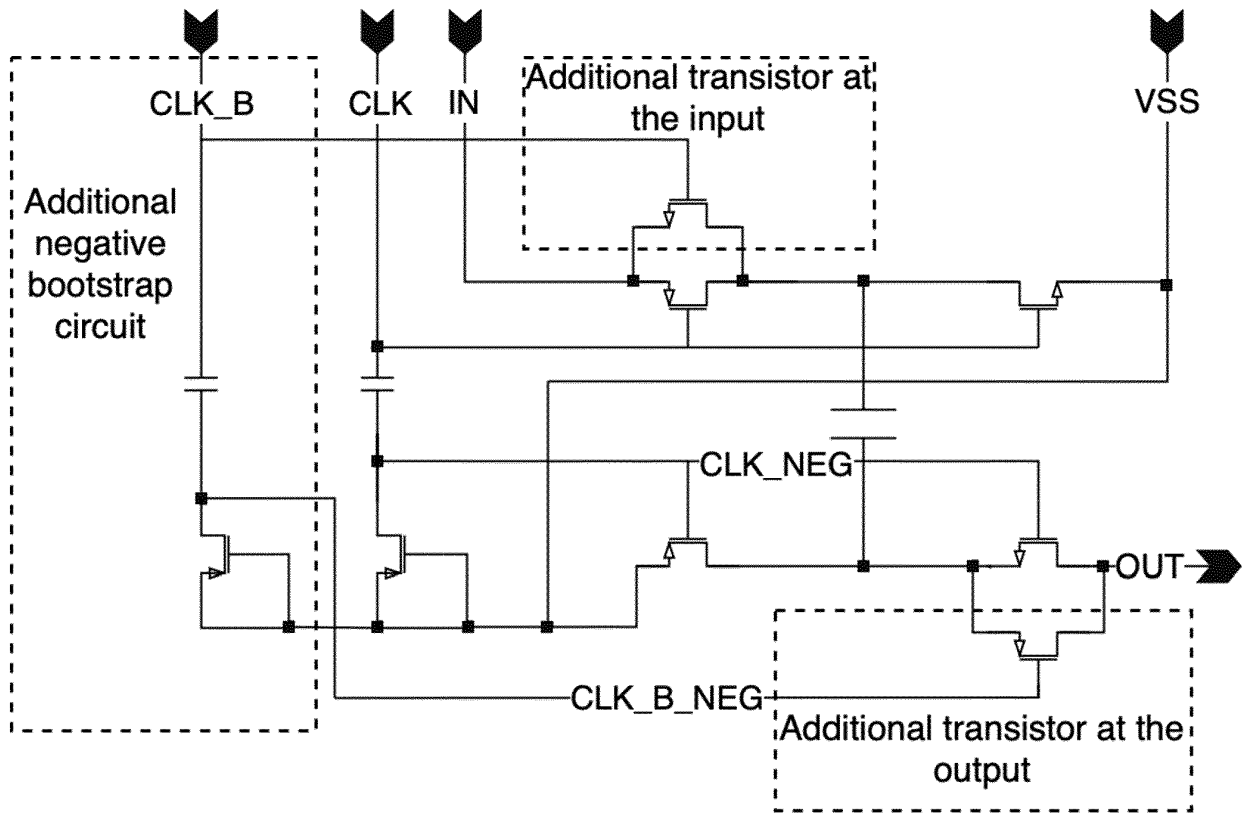 CLK_B
CLK
IN
VSS
Additional transistor at
the input
Additional
negative
bootstrap
circuit
CLK_NEG
OUT
CLK_B_NEG
Additional transistor at the
output